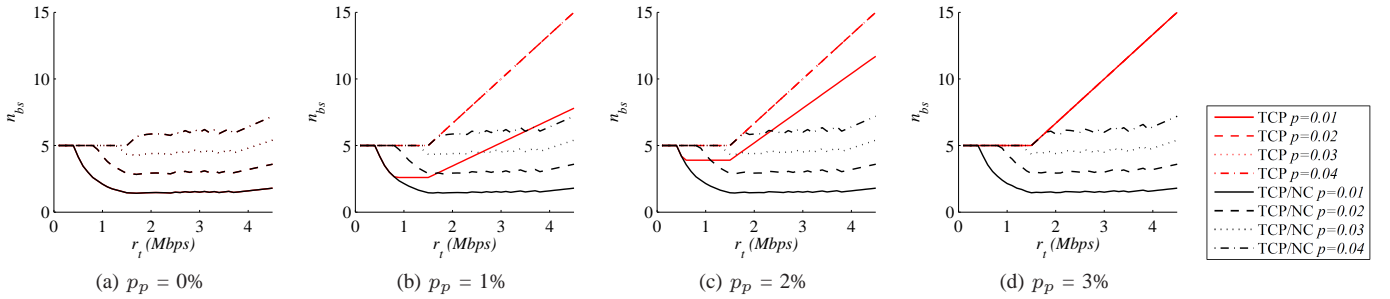 15
10
5
0
n_bs
0 1 2 3 4
r_t (Mbps)
(a) p_p = 0%
15
10
5
0
n_bs
0 1 2 3 4
r_t (Mbps)
(b) p_p = 1%
15
10
5
0
n_bs
0 1 2 3 4
r_t (Mbps)
(c) p_p = 2%
15
10
5
0
n_bs
0 1 2 3 4
r_t (Mbps)
(d) p_p = 3%
TCP p=0.01
TCP p=0.02
TCP p=0.03
TCP p=0.04
TCP/NC p=0.01
TCP/NC p=0.02
TCP/NC p=0.03
TCP/NC p=0.04